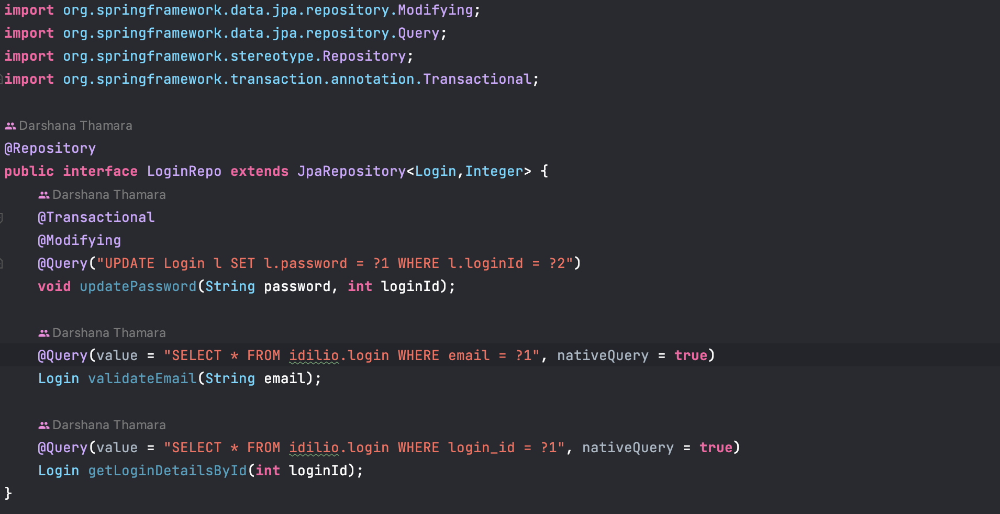 import org.springframework.data.jpa.repository.Modifying;
import org.springframework.data.jpa.repository.Query;
import org.springframework.stereotype.Repository;
import org.springframework.transaction.annotation.Transactional;
Darshana Thamara
@Repository
public interface LoginRepo extends JpaRepository<Login,Integer> {
Darshana Thamara
@Transactional
@Modifying
@Query("UPDATE Login l SET l.password = ?1 WHERE l.loginId = ?2")
void updatePassword(String password, int loginId);
Darshana Thamara
@Query(value = "SELECT * FROM idilio.login WHERE email = ?1", nativeQuery = true)
Login validateEmail(String email);
Darshana Thamara
@Query(value = "SELECT * FROM idilio.login WHERE login_id = ?1", nativeQuery = true)
Login getLoginDetailsById(int loginId);
}